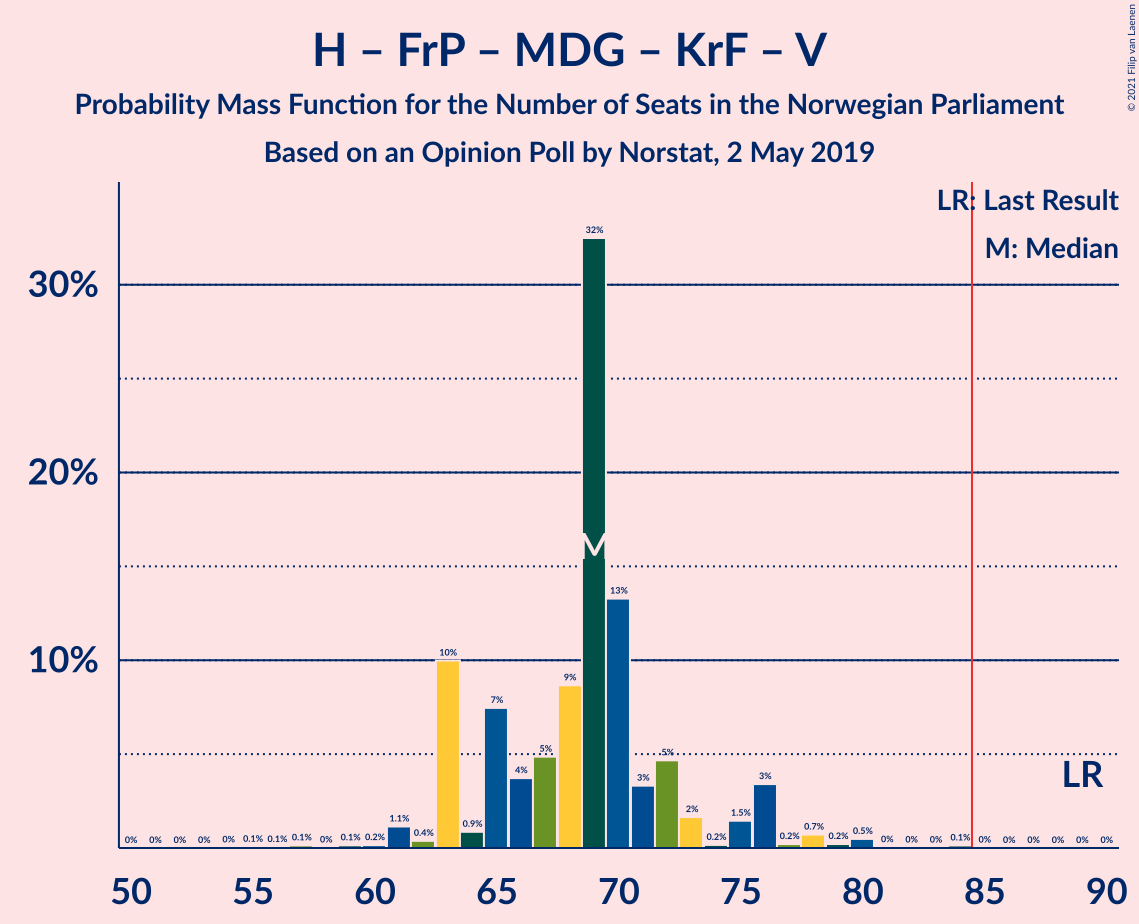 H – FrP – MDG – KrF – V
Probability Mass Function for the Number of Seats in the Norwegian Parliament
Based on an Opinion Poll by Norstat, 2 May 2019
© 2021 Filip van Laenen
LR: Last Result
M: Median
30%
20%
10%
0% 0% 0% 0% 0% 0.1% 0.1% 0.1% 0% 0.1% 0.2% 1.1% 0.4% 10% 0.9% 7% 4% 5% 9% 32% 13% 3% 5% 2% 0.2% 1.5% 3% 0.2% 0.7% 0.2% 0.5% 0% 0% 0% 0.1% 0% 0% 0% 0% 0% 0%
M
LR
50 55 60 65 70 75 80 85 90